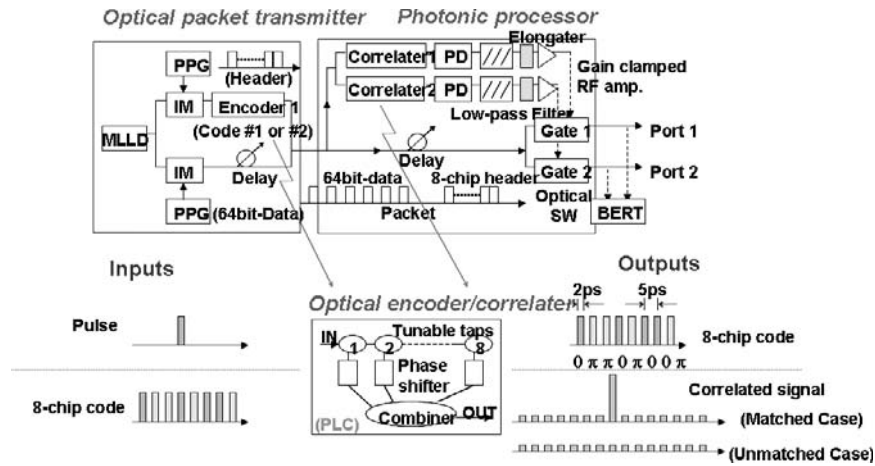 Optical packet transmitter
Photonic processor
PPG
(Header)
IM
Encoder 1
(Code #1 or #2)
MLLD
IM
Delay
PPG
(64bit-Data)
Correlater 1
PD
Elongater
Correlater 2
PD
Gain clamped
RF amp.
Low-pass Filter
Gate 1
Port 1
Delay
Gate 2
Port 2
64bit-data
8-chip header
Packet
Optical
SW
BERT
Inputs
Outputs
Optical encoder/correlater
2ps
5ps
Pulse
IN
Tunable taps
1
2
8
8-chip code
0 π π 0 π 0 0 π
Phase
shifter
Correlated signal
8-chip code
Combiner
OUT
(PLC)
(Matched Case)
(Unmatched Case)